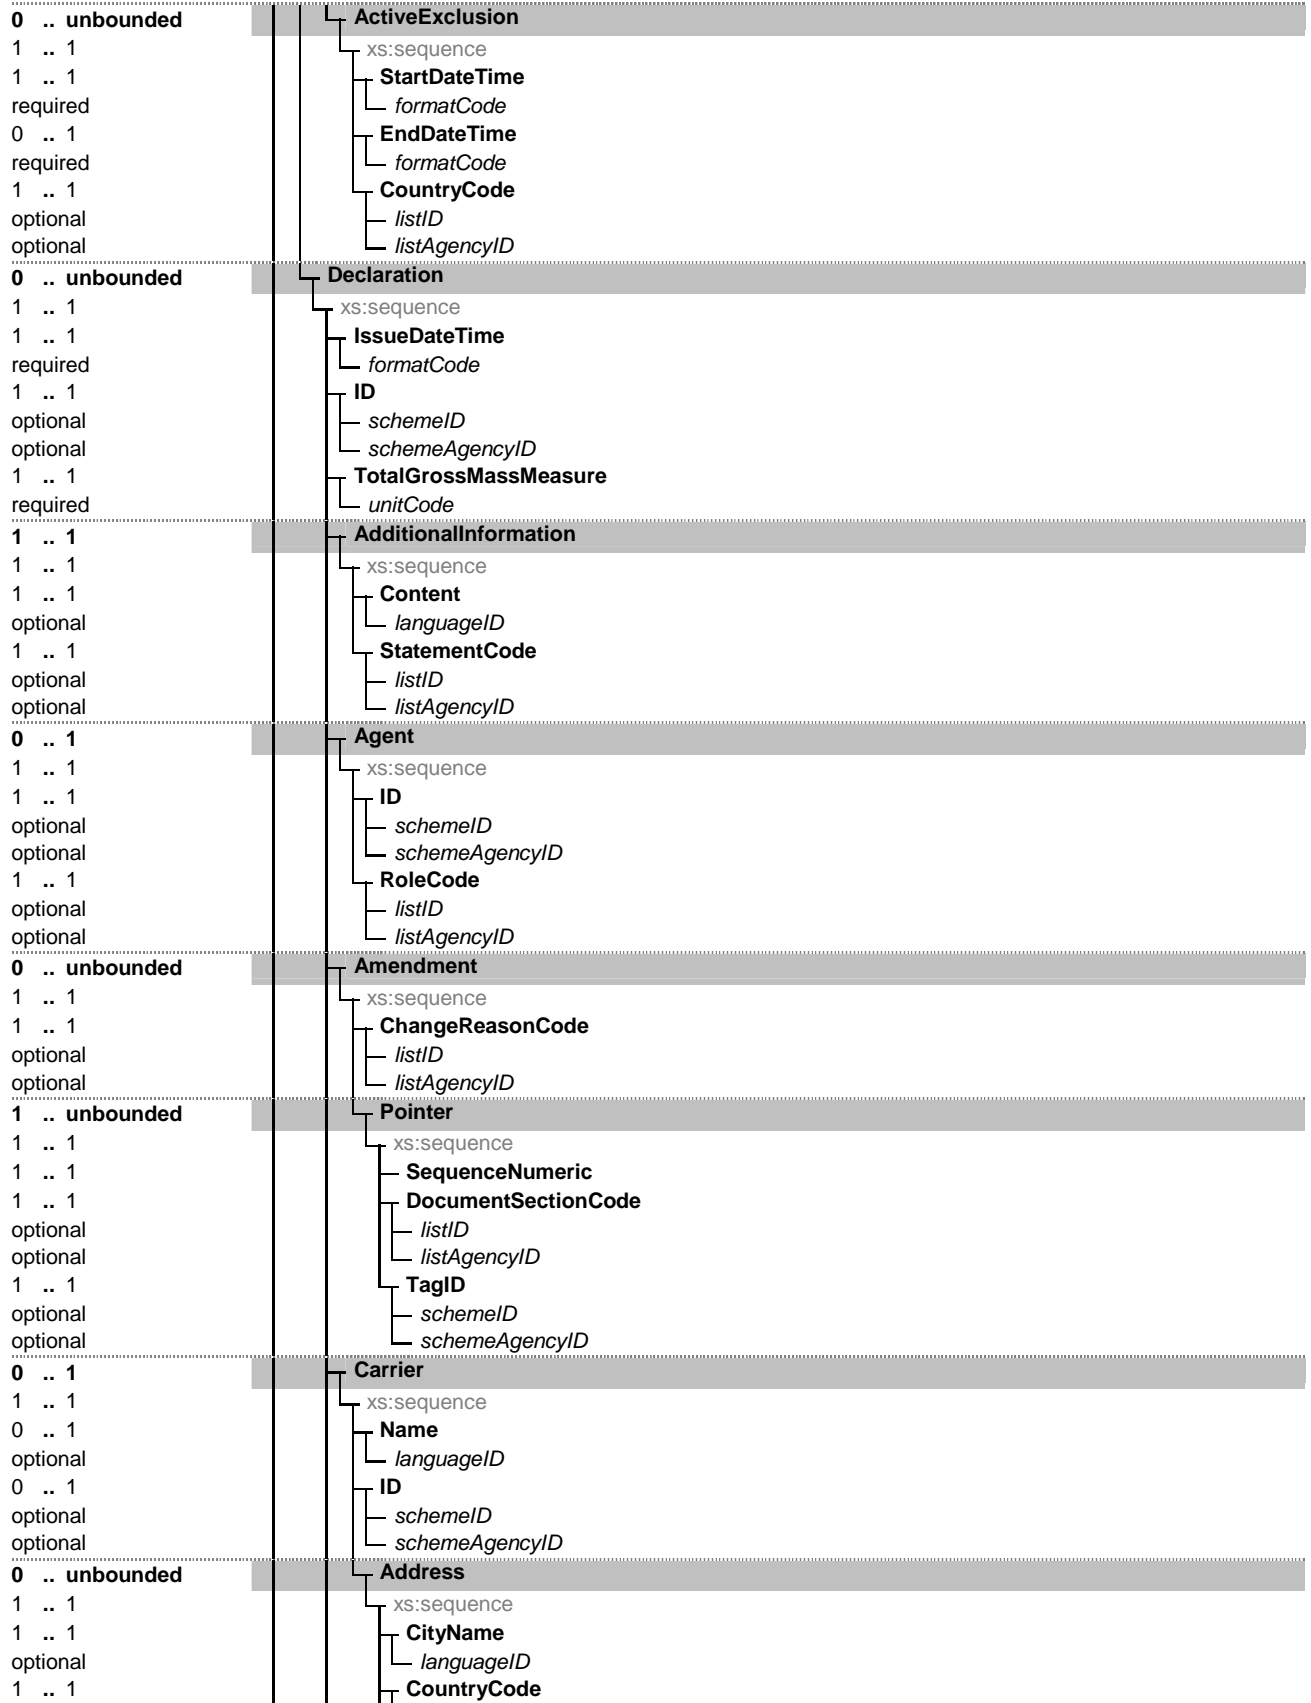 0 .. unbounded ActiveExclusion
1 .. 1 xs:sequence
1 .. 1 StartDateTime
required formatCode
0 .. 1 EndDateTime
required formatCode
1 .. 1 CountryCode
optional listID
optional listAgencyID
0 .. unbounded Declaration
1 .. 1 xs:sequence
1 .. 1 IssueDateTime
required formatCode
1 .. 1 ID
optional schemeID
optional schemeAgencyID
1 .. 1 TotalGrossMassMeasure
required unitCode
1 .. 1 AdditionalInformation
1 .. 1 xs:sequence
1 .. 1 Content
optional languageID
1 .. 1 StatementCode
optional listID
optional listAgencyID
0 .. 1 Agent
1 .. 1 xs:sequence
1 .. 1 ID
optional schemeID
optional schemeAgencyID
1 .. 1 RoleCode
optional listID
optional listAgencyID
0 .. unbounded Amendment
1 .. 1 xs:sequence
1 .. 1 ChangeReasonCode
optional listID
optional listAgencyID
1 .. unbounded Pointer
1 .. 1 xs:sequence
1 .. 1 SequenceNumeric
1 .. 1 DocumentSectionCode
optional listID
optional listAgencyID
1 .. 1 TagID
optional schemeID
optional schemeAgencyID
0 .. 1 Carrier
1 .. 1 xs:sequence
0 .. 1 Name
optional languageID
0 .. 1 ID
optional schemeID
optional schemeAgencyID
0 .. unbounded Address
1 .. 1 xs:sequence
1 .. 1 CityName
optional languageID
1 .. 1 CountryCode